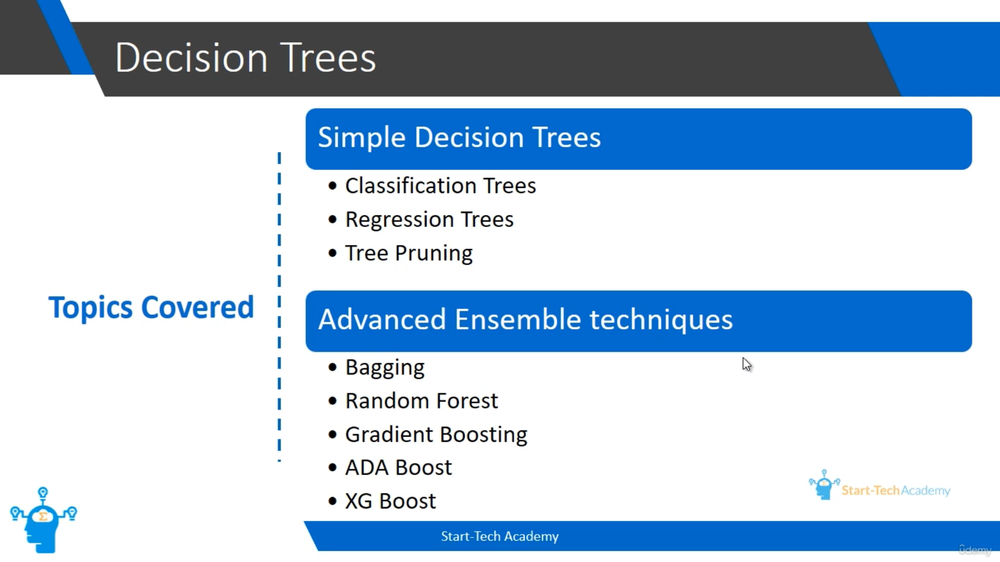 Decision Trees
Topics Covered
Simple Decision Trees
• Classification Trees
• Regression Trees
• Tree Pruning
Advanced Ensemble techniques
• Bagging
• Random Forest
• Gradient Boosting
• ADA Boost
• XG Boost
Σ
Start-Tech Academy
Start-Tech Academy
ûdemy